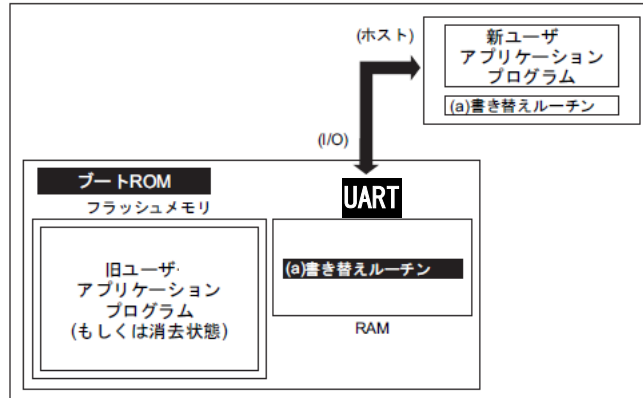 (ホスト)
新ユーザ
アプリケーション
プログラム
(a)書き替えルーチン
(I/O)
ブートROM
UART
フラッシュメモリ
旧ユーザ·
アプリケーション
プログラム
(もしくは消去状態)
(a)書き替えルーチン
RAM